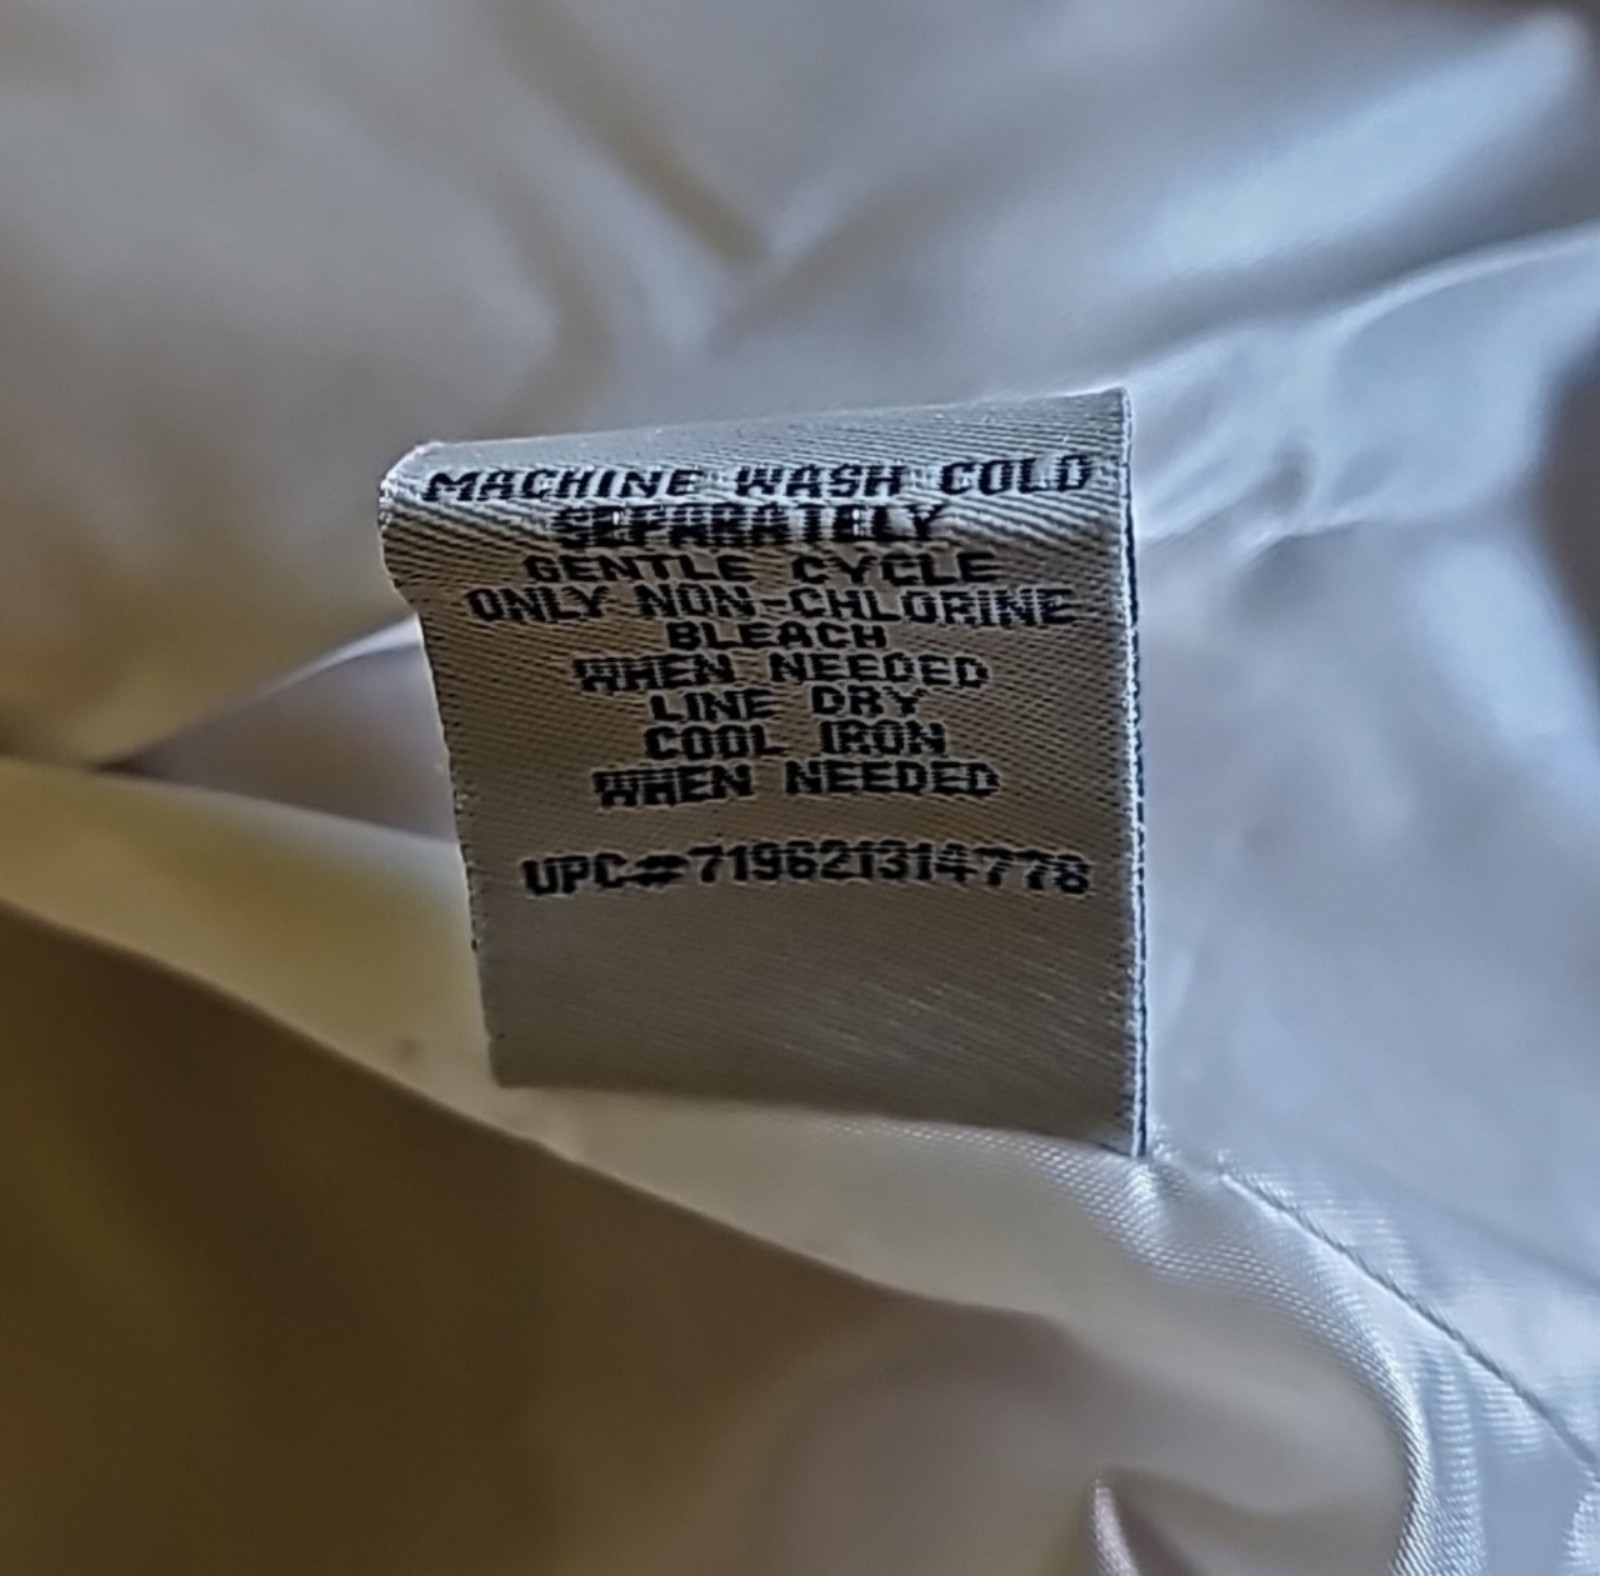 MACHINE WASH COLD
SEPARATELY
GENTLE CYCLE
ONLY NON-CHLORINE
BLEACH
WHEN NEEDED
LINE DRY
COOL IRON
WHEN NEEDED
UPC#719621314778